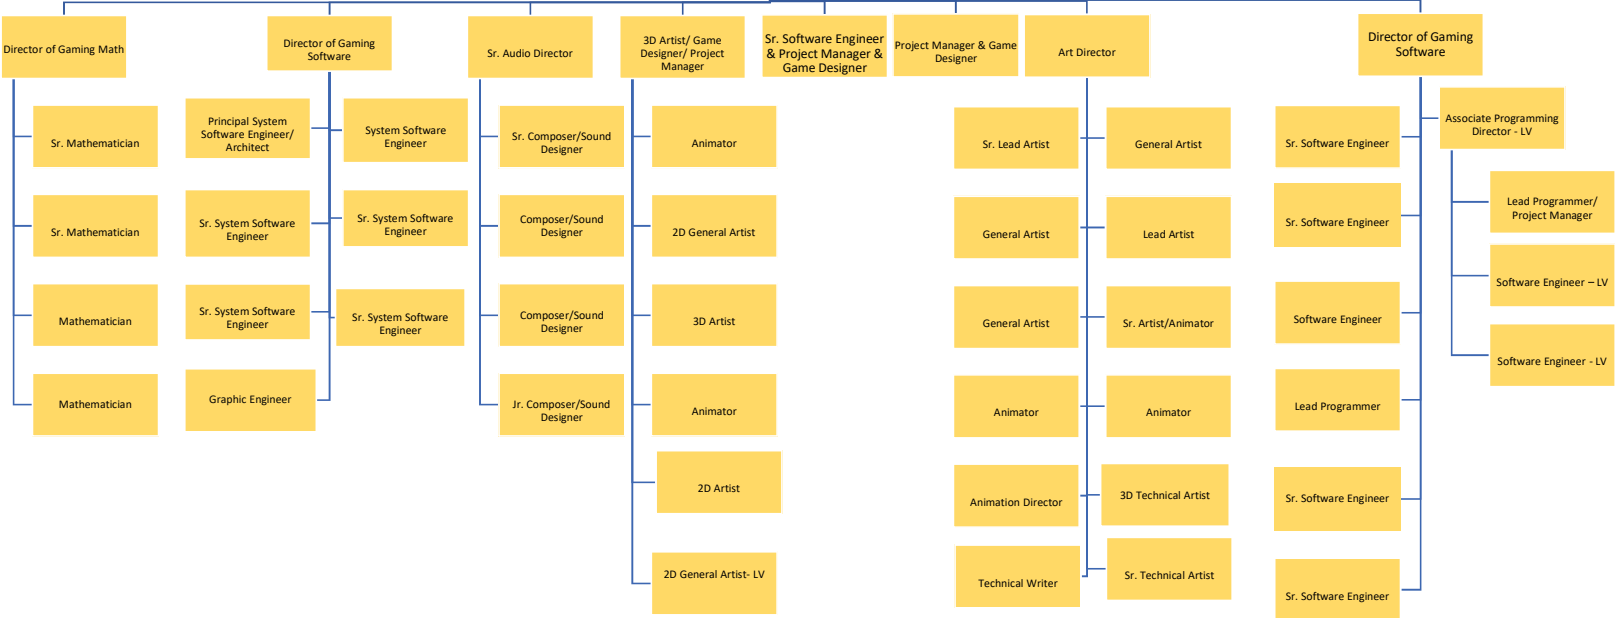 Director of Gaming Math
Sr. Mathematician
Sr. Mathematician
Mathematician
Mathematician
Director of Gaming
Software
Principal System
Software Engineer/
Architect
System Software
Engineer
Sr. System Software
Engineer
Sr. System Software
Engineer
Sr. System Software
Engineer
Sr. System Software
Engineer
Graphic Engineer
Sr. Audio Director
Sr. Composer/Sound
Designer
Composer/Sound
Designer
Composer/Sound
Designer
Jr. Composer/Sound
Designer
3D Artist/ Game
Designer/ Project
Manager
Animator
2D General Artist
3D Artist
Animator
2D Artist
2D General Artist- LV
Sr. Software Engineer
& Project Manager &
Game Designer
Project Manager & Game
Designer
Art Director
Sr. Lead Artist
General Artist
General Artist
Lead Artist
General Artist
Sr. Artist/Animator
Animator
Animator
Animation Director
3D Technical Artist
Technical Writer
Sr. Technical Artist
Director of Gaming
Software
Sr. Software Engineer
Sr. Software Engineer
Software Engineer
Lead Programmer
Sr. Software Engineer
Sr. Software Engineer
Associate Programming
Director - LV
Lead Programmer/
Project Manager
Software Engineer – LV
Software Engineer - LV